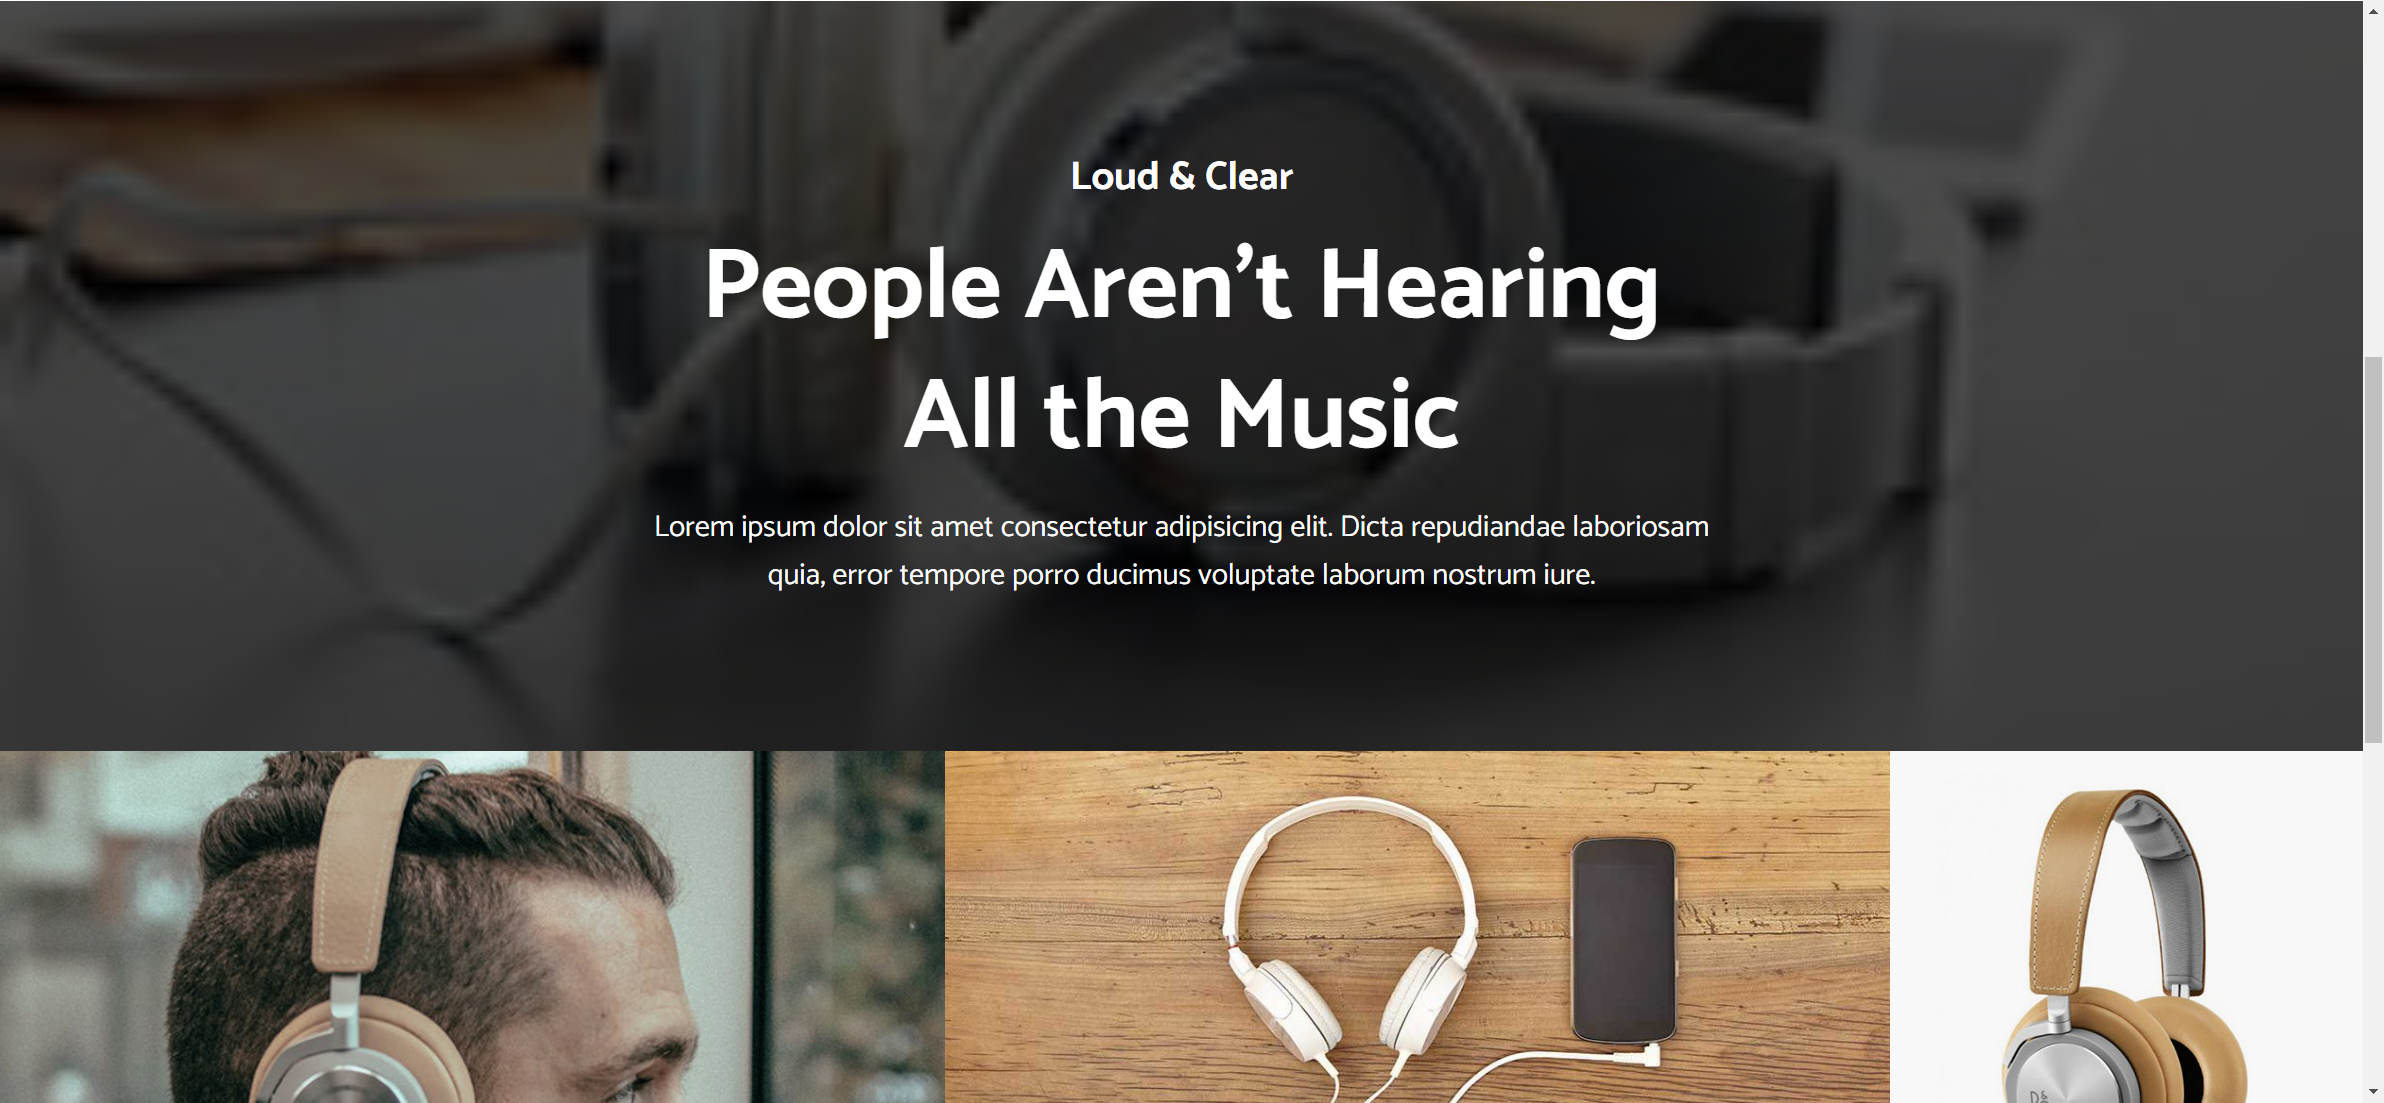 Loud & Clear
People Aren't Hearing
All the Music
Lorem ipsum dolor sit amet consectetur adipisicing elit. Dicta repudiandae laboriosam
quia, error tempore porro ducimus voluptate laborum nostrum iure.